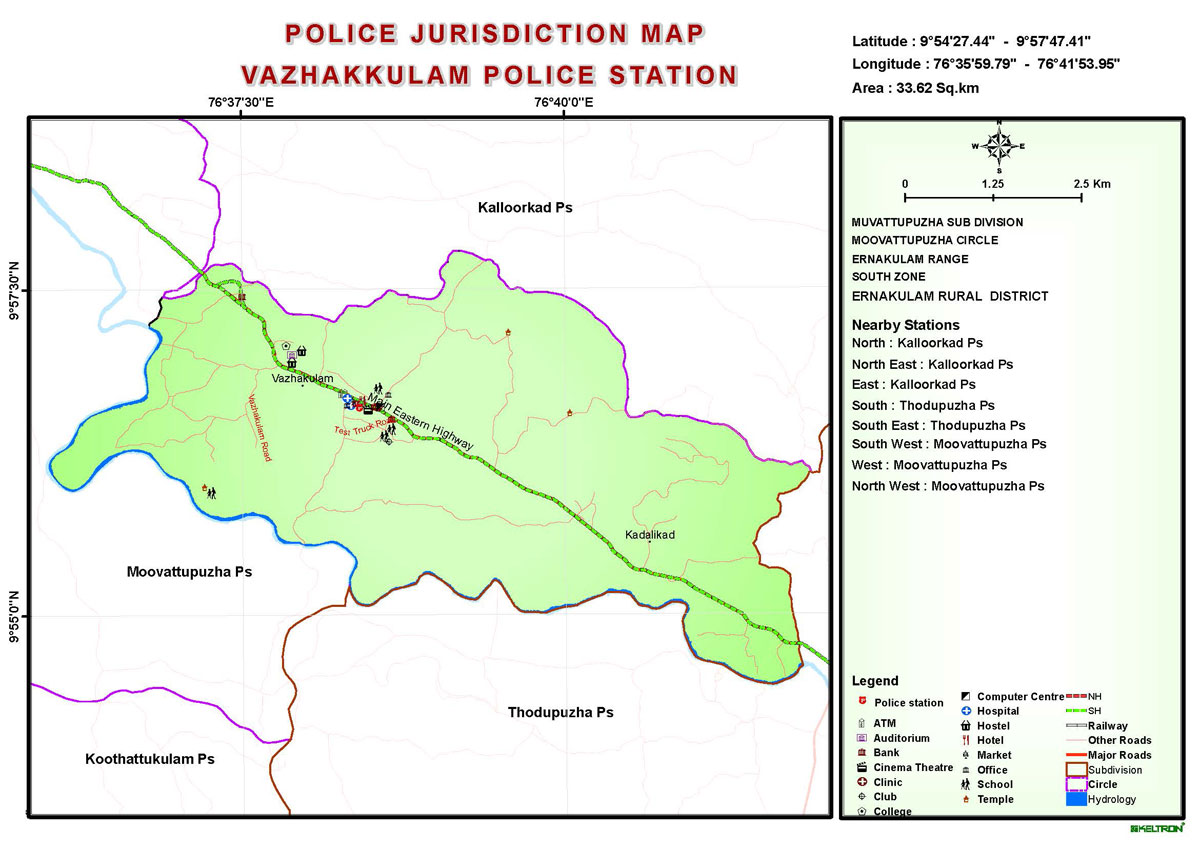 POLICE JURISDICTION MAP
VAZHAKKULAM POLICE STATION
Latitude : 9°54'27.44" - 9°57'47.41"
Longitude : 76°35'59.79" - 76°41'53.95"
Area : 33.62 Sq.km
76°37'30"E
76°40'0"E
9°57'30"N
9°55'0"N
Kalloorkad Ps
Vazhakulam
Main Eastern Highway
Test Truck Road
Vazhakulam Road
Kadalikad
Moovattupuzha Ps
Thodupuzha Ps
Koothattukulam Ps
N
W
E
S
0
1.25
2.5 Km
MUVATTUPUZHA SUB DIVISION
MOOVATTUPUZHA CIRCLE
ERNAKULAM RANGE
SOUTH ZONE
ERNAKULAM RURAL DISTRICT
Nearby Stations
North : Kalloorkad Ps
North East : Kalloorkad Ps
East : Kalloorkad Ps
South : Thodupuzha Ps
South East : Thodupuzha Ps
South West : Moovattupuzha Ps
West : Moovattupuzha Ps
North West : Moovattupuzha Ps
Legend
Police station
ATM
Auditorium
Bank
Cinema Theatre
Clinic
Club
College
Computer Centre
Hospital
Hostel
Hotel
Market
Office
School
Temple
NH
SH
Railway
Other Roads
Major Roads
Subdivision
Circle
Hydrology
KELTRON